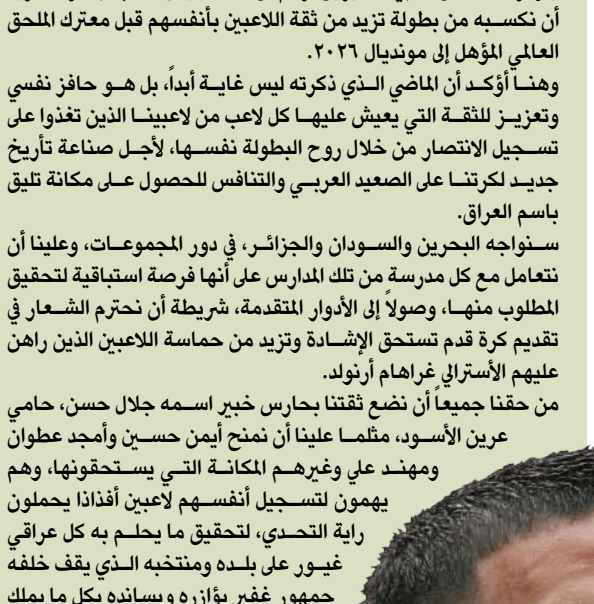 أن نكسبه من بطولة تزيد من ثقة اللاعبين بأنفسهم قبل معترك الملحق
العالمي المؤهل إلى مونديال ٢٠٢٦.
وهنا أؤكد أن الماضي الذي ذكرته ليس غاية أبداً، بل هو حافز نفسي
وتعزيز للثقة التي يعيش عليها كل لاعب من لاعبينا الذين تغذوا على
تسجيل الانتصار من خلال روح البطولة نفسها، لأجل صناعة تأريخ
جديد لكرتنا على الصعيد العربي والتنافس للحصول على مكانة تليق
باسم العراق.
سنواجه البحرين والسودان والجزائر، في دور المجموعات، وعلينا أن
نتعامل مع كل مدرسة من تلك المدارس على أنها فرصة استباقية لتحقيق
المطلوب منها، وصولاً إلى الأدوار المتقدمة، شريطة أن نحترم الشعار في
تقديم كرة قدم تستحق الإشادة وتزيد من حماسة اللاعبين الذين راهن
عليهم الأسترالي غراهام أرنولد.
من حقنا جميعاً أن نضع ثقتنا بحارس خبير اسمه جلال حسن، حامي
عرين الأسود، مثلما علينا أن نمنح أيمن حسين وأمجد عطوان
ومهند علي وغيرهم المكانة التي يستحقونها، وهم
يهمون لتسجيل أنفسهم لاعبين أفذاذا يحملون
راية التحدي، لتحقيق ما يحلم به كل عراقي
غيور على بلده ومنتخبه الذي يقف خلفه
جمهور غفير يؤازره ويسانده بكل ما يملك